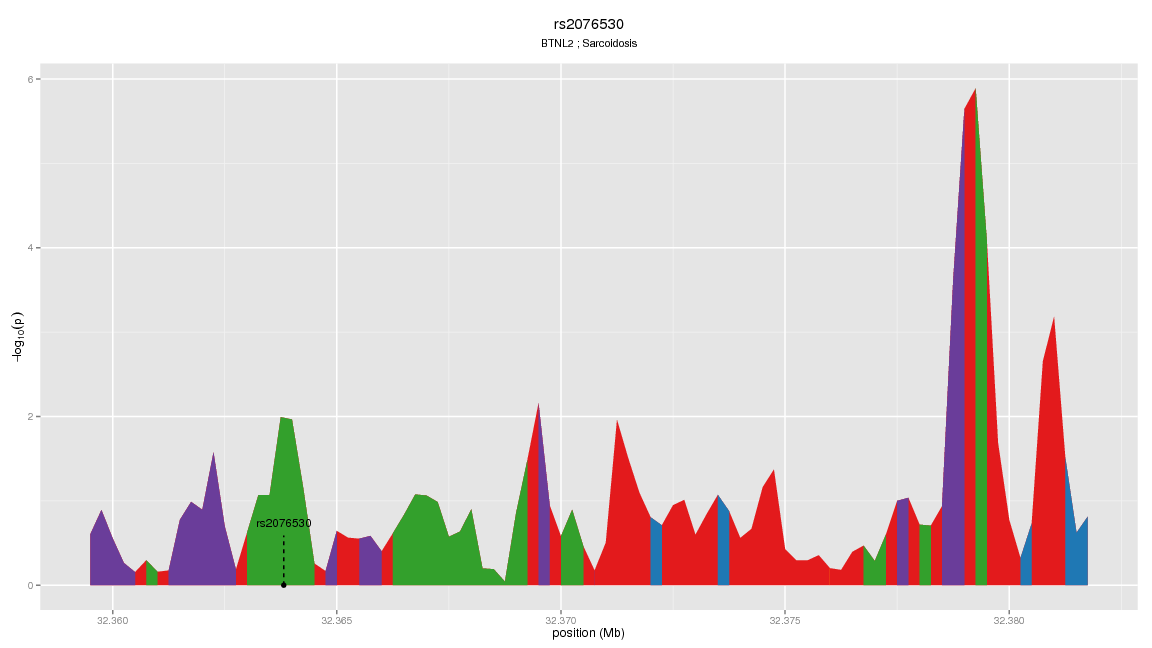 rs2076530
BTNL2 ; Sarcoidosis
−log10(p)
6
4
2
0
rs2076530
32.360 32.365 32.370 32.375 32.380
position (Mb)